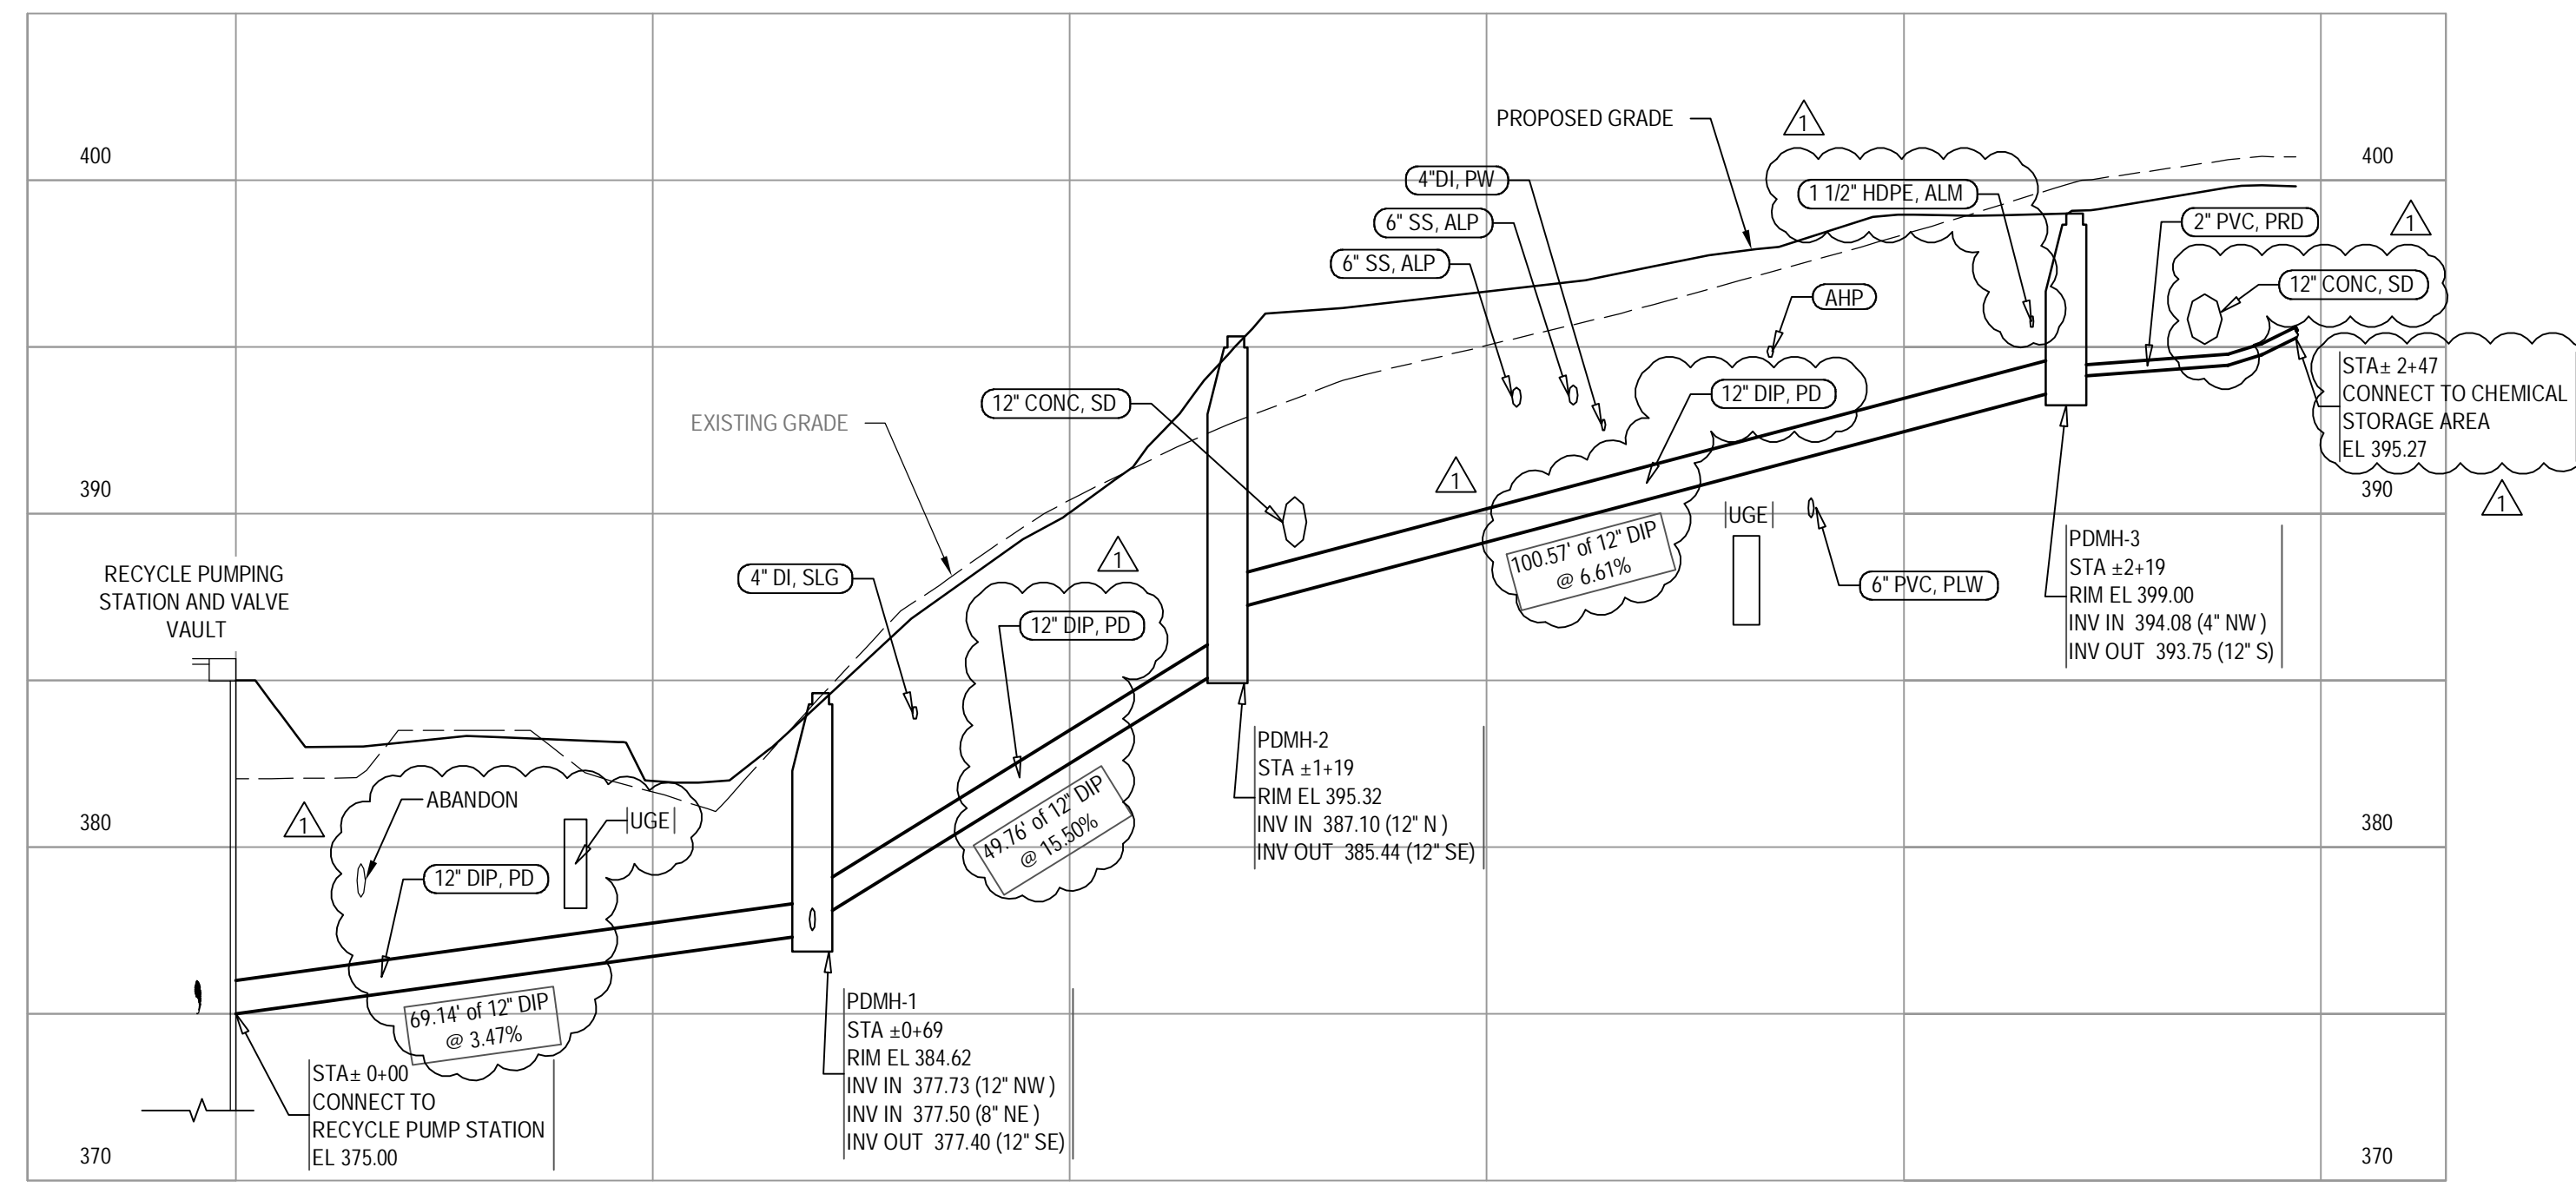 PROPOSED GRADE
1
400
400
4"DI, PW
1 1/2" HDPE, ALM
6" SS, ALP
2" PVC, PRD
1
6" SS, ALP
12" CONC, SD
AHP
STA± 2+47
CONNECT TO CHEMICAL
STORAGE AREA
EL 395.27
12" DIP, PD
12" CONC, SD
EXISTING GRADE
1
390
390
1
UGE
100.57' of 12" DIP
@ 6.61%
PDMH-3
STA ±2+19
RIM EL 399.00
INV IN 394.08 (4" NW )
INV OUT 393.75 (12" S)
6" PVC, PLW
1
RECYCLE PUMPING
STATION AND VALVE
VAULT
4" DI, SLG
12" DIP, PD
PDMH-2
STA ±1+19
RIM EL 395.32
INV IN 387.10 (12" N )
INV OUT 385.44 (12" SE)
49.76' of 12" DIP
@ 15.50%
ABANDON
1
UGE
380
380
12" DIP, PD
69.14' of 12" DIP
@ 3.47%
PDMH-1
STA ±0+69
RIM EL 384.62
INV IN 377.73 (12" NW )
INV IN 377.50 (8" NE )
INV OUT 377.40 (12" SE)
STA± 0+00
CONNECT TO
RECYCLE PUMP STATION
EL 375.00
370
370